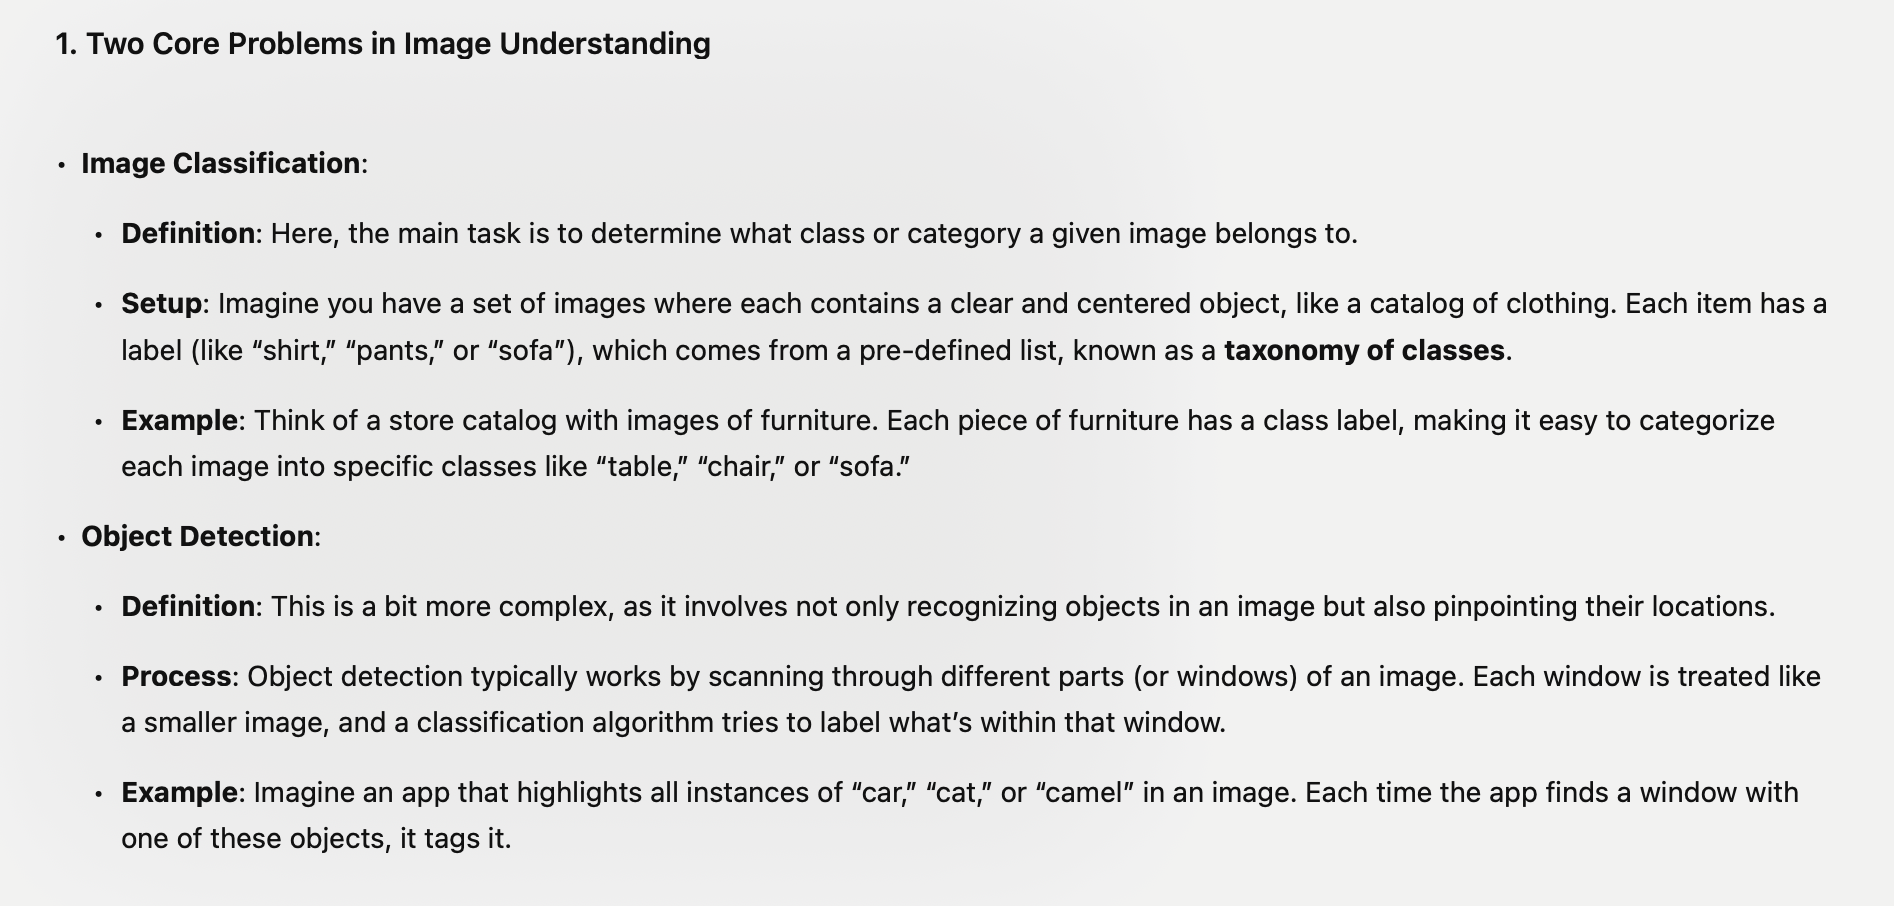 1. Two Core Problems in Image Understanding
• Image Classification:
• Definition: Here, the main task is to determine what class or category a given image belongs to.
• Setup: Imagine you have a set of images where each contains a clear and centered object, like a catalog of clothing. Each item has a
label (like “shirt,” “pants,” or “sofa”), which comes from a pre-defined list, known as a taxonomy of classes.
• Example: Think of a store catalog with images of furniture. Each piece of furniture has a class label, making it easy to categorize
each image into specific classes like “table,” “chair,” or “sofa.”
• Object Detection:
• Definition: This is a bit more complex, as it involves not only recognizing objects in an image but also pinpointing their locations.
• Process: Object detection typically works by scanning through different parts (or windows) of an image. Each window is treated like
a smaller image, and a classification algorithm tries to label what’s within that window.
• Example: Imagine an app that highlights all instances of “car,” “cat,” or “camel” in an image. Each time the app finds a window with
one of these objects, it tags it.